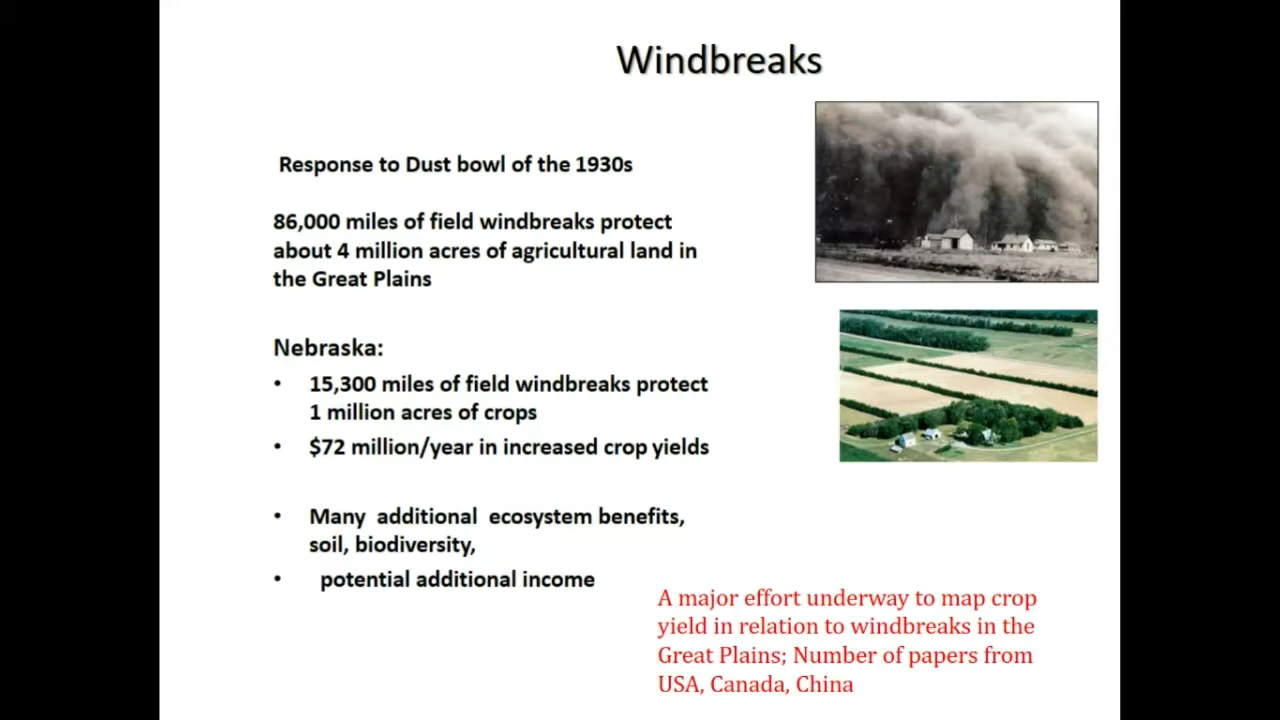 Windbreaks
Response to Dust bowl of the 1930s
86,000 miles of field windbreaks protect
about 4 million acres of agricultural land in
the Great Plains
Nebraska:
• 15,300 miles of field windbreaks protect
1 million acres of crops
• $72 million/year in increased crop yields
• Many additional ecosystem benefits,
soil, biodiversity,
• potential additional income
A major effort underway to map crop
yield in relation to windbreaks in the
Great Plains; Number of papers from
USA, Canada, China